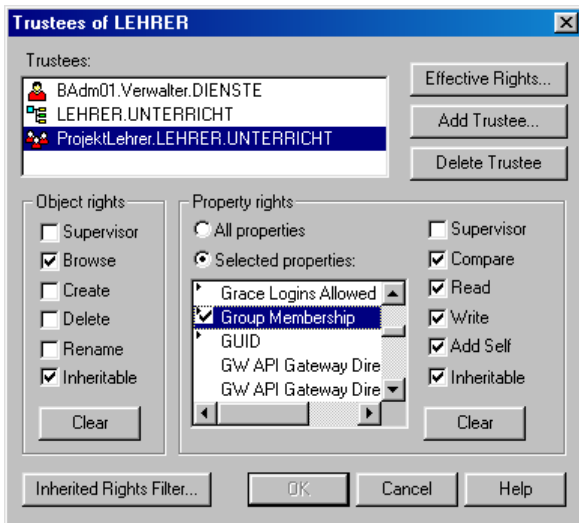 Trustees of LEHRER
Trustees:
BAdm01.Verwalter.DIENSTE
LEHRER.UNTERRICHT
ProjektLehrer.LEHRER.UNTERRICHT
Effective Rights...
Add Trustee...
Delete Trustee
Object rights
Supervisor
Browse
Create
Delete
Rename
Inheritable
Clear
Property rights
All properties
Selected properties:
Grace Logins Allowed
Group Membership
GUID
GW API Gateway Dire
GW API Gateway Dire
Supervisor
Compare
Read
Write
Add Self
Inheritable
Clear
Inherited Rights Filter...
OK
Cancel
Help